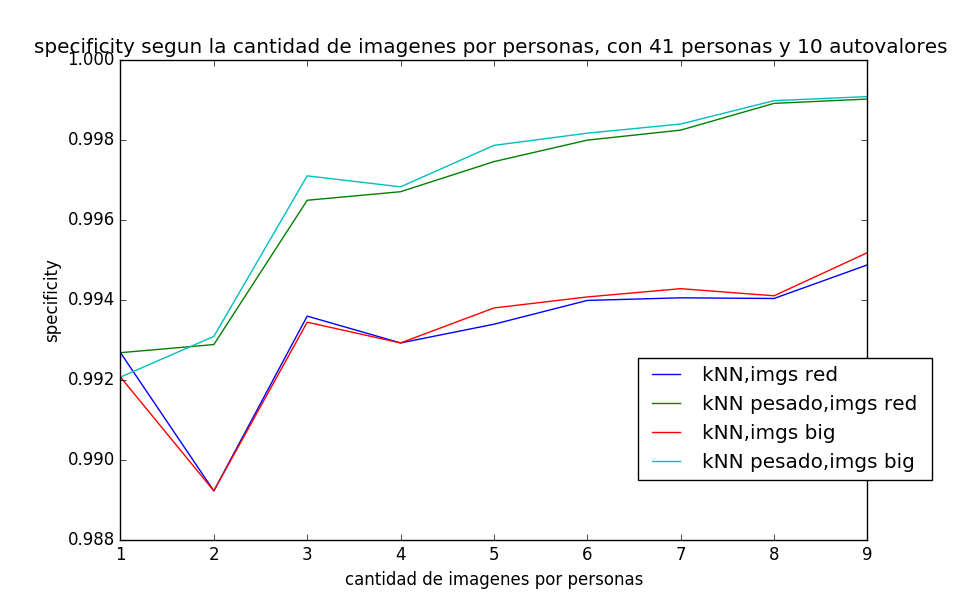 specificity segun la cantidad de imagenes por personas, con 41 personas y 10 autovalores
1.000
0.998
0.996
0.994
0.992
0.990
0.988
specificity
kNN,imgs red
kNN pesado,imgs red
kNN,imgs big
kNN pesado,imgs big
1 2 3 4 5 6 7 8 9
cantidad de imagenes por personas